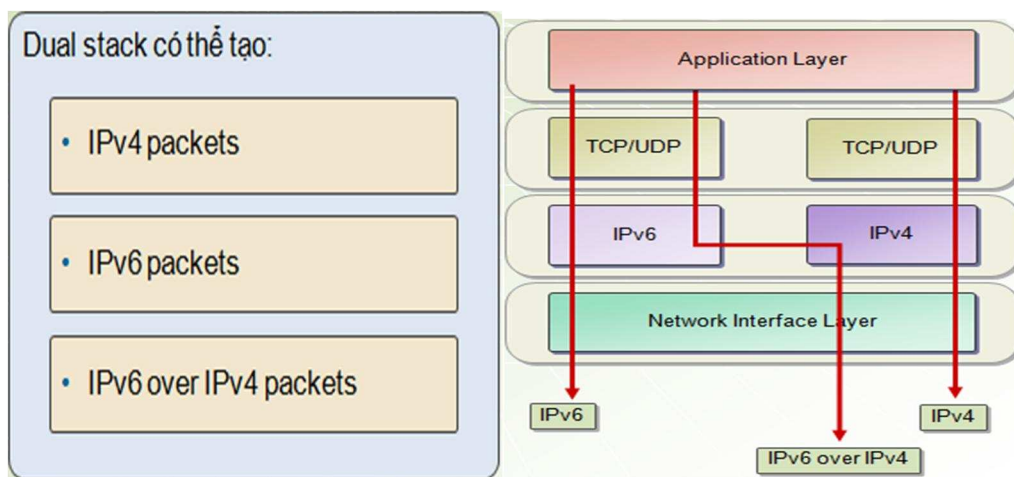 Dual stack có thể tạo:
• IPv4 packets
• IPv6 packets
• IPv6 over IPv4 packets
Application Layer
TCP/UDP
TCP/UDP
IPv6
IPv4
Network Interface Layer
IPv6
IPv4
IPv6 over IPv4